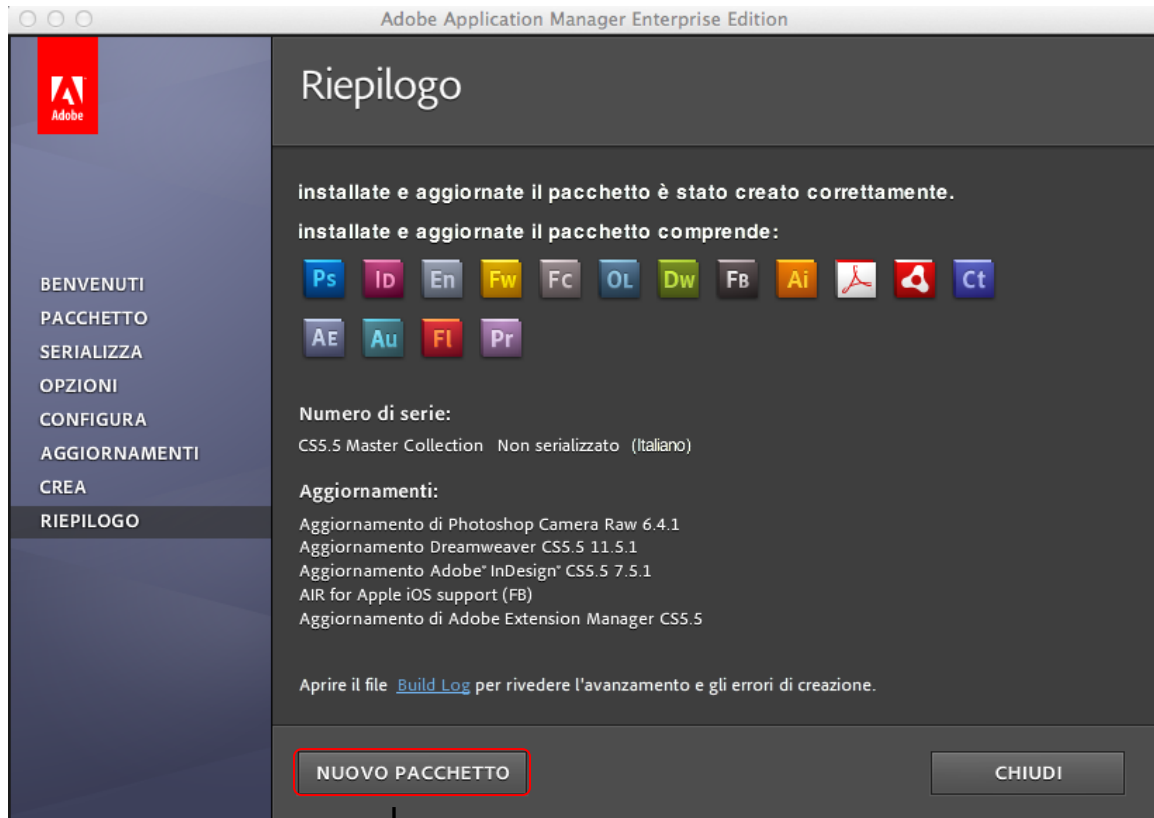 Adobe Application Manager Enterprise Edition
Adobe
Riepilogo
installate e aggiornate il pacchetto è stato creato correttamente.
installate e aggiornate il pacchetto comprende:
Ps ID En Fw Fc OL Dw FB Ai Ct
AE Au Fl Pr
BENVENUTI
PACCHETTO
SERIALIZZA
OPZIONI
CONFIGURA
AGGIORNAMENTI
CREA
RIEPILOGO
Numero di serie:
CS5.5 Master Collection Non serializzato (Italiano)
Aggiornamenti:
Aggiornamento di Photoshop Camera Raw 6.4.1
Aggiornamento Dreamweaver CS5.5 11.5.1
Aggiornamento Adobe® InDesign® CS5.5 7.5.1
AIR for Apple iOS support (FB)
Aggiornamento di Adobe Extension Manager CS5.5
Aprire il file Build Log per rivedere l'avanzamento e gli errori di creazione.
NUOVO PACCHETTO
CHIUDI